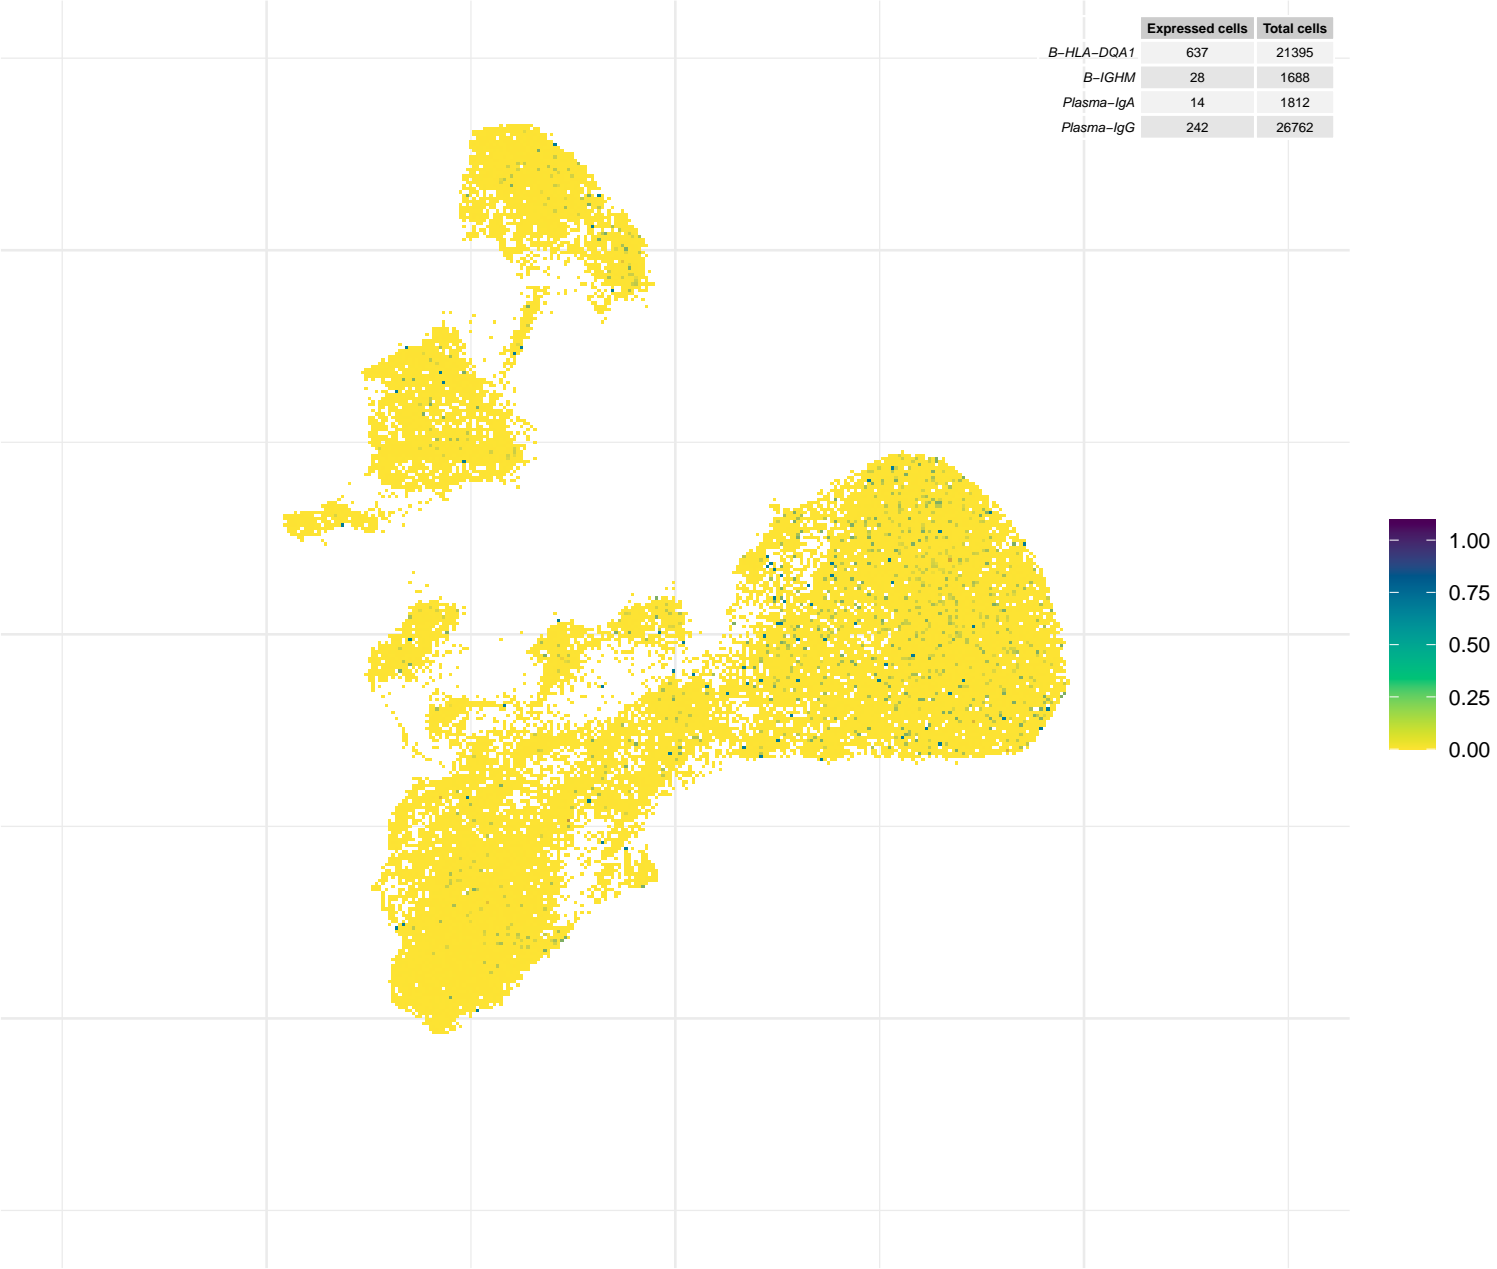 Expressed cells Total cells
B−HLA−DQA1 637 21395
B−IGHM 28 1688
Plasma−IgA 14 1812
Plasma−IgG 242 26762
1.00
0.75
0.50
0.25
0.00